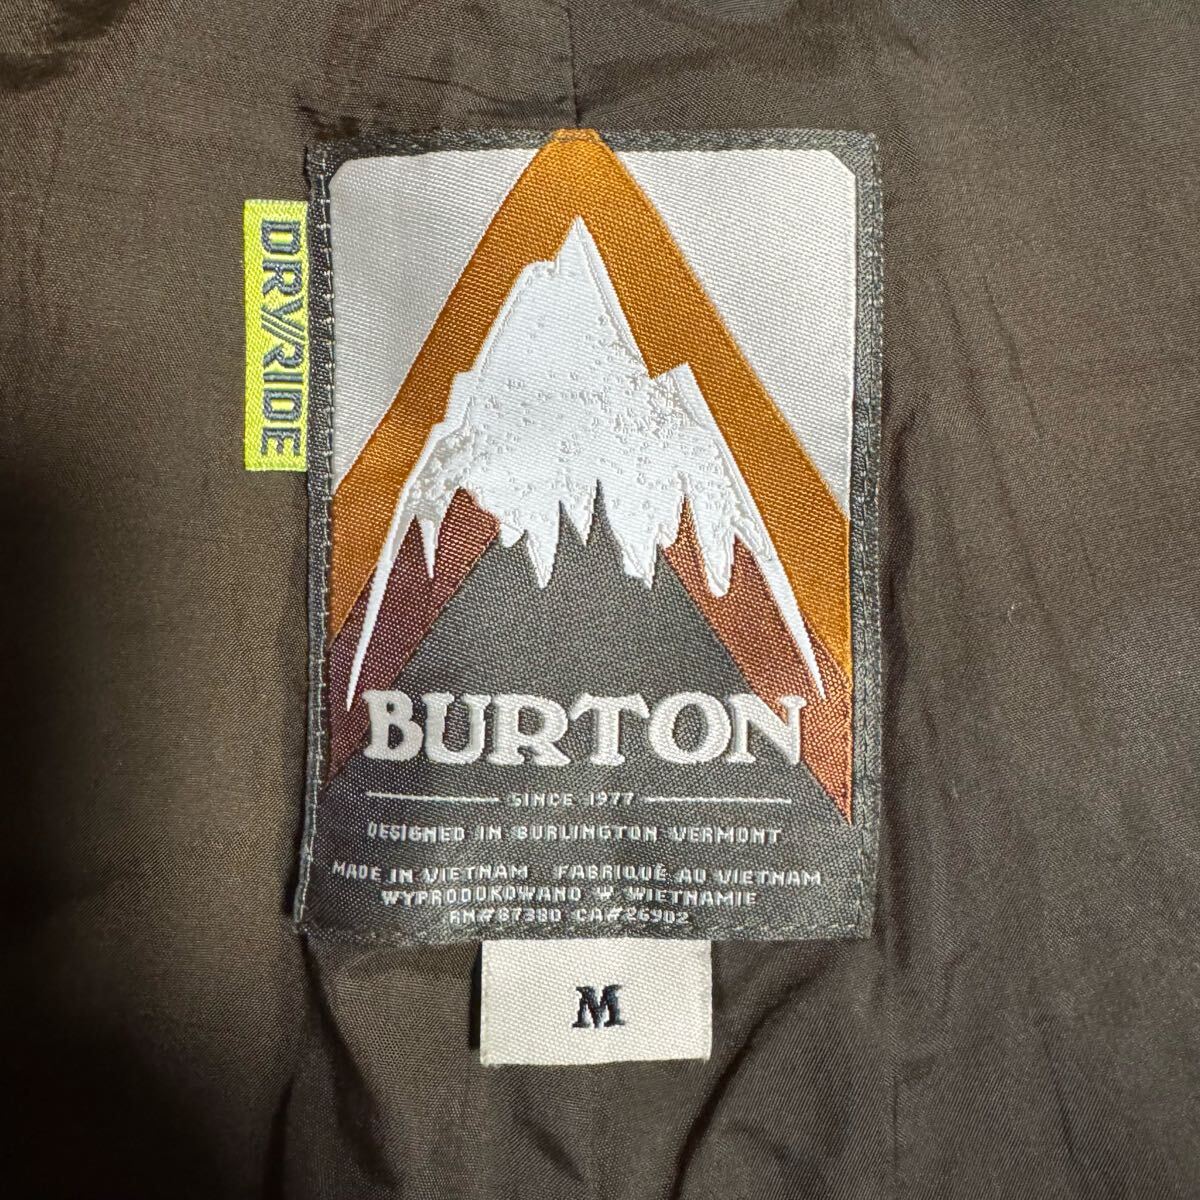 DRY//RIDE
BURTON
SINCE 1977
DESIGNED IN BURLINGTON VERMONT
MADE IN VIETNAM FABRIQUÉ AU VIETNAM
WYPRODUKOWANO W WIETNAMIE
RN#87380 CA#26902
M